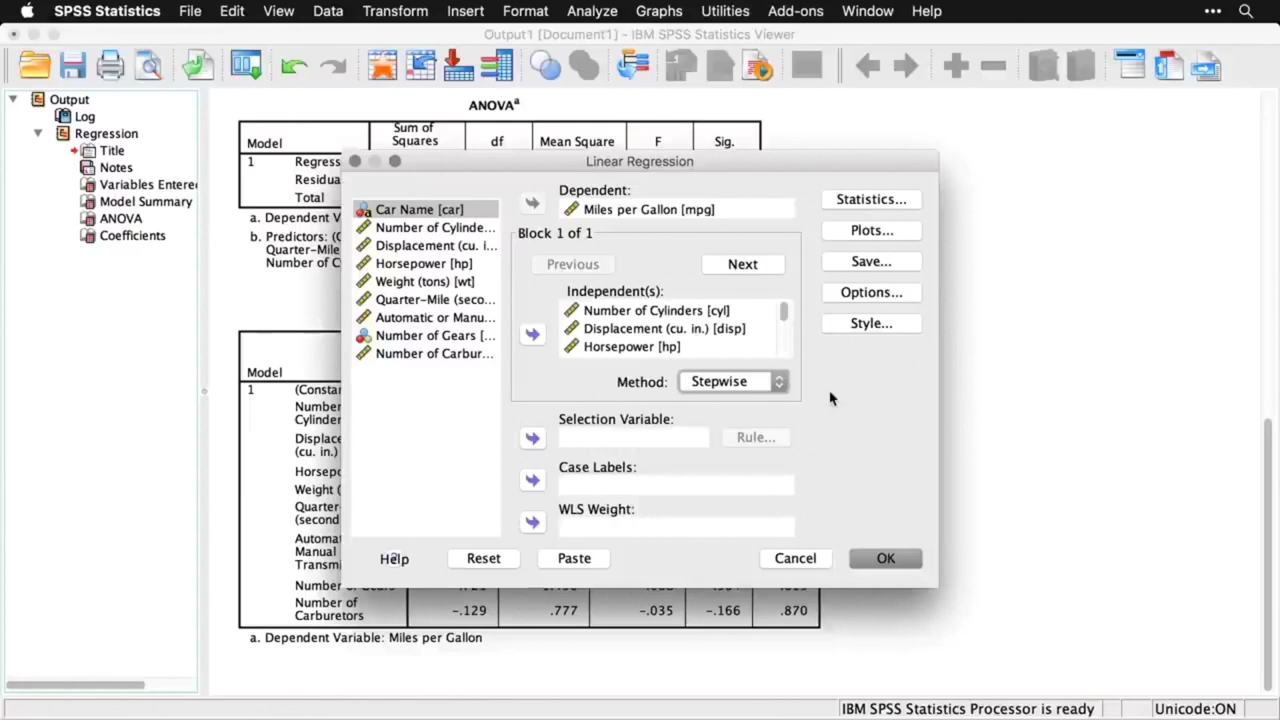 SPSS Statistics File Edit View Data Transform Insert Format Analyze Graphs Utilities Add-ons Window Help
Output1 [Document1] - IBM SPSS Statistics Viewer
Output
Log
Regression
Title
Notes
Variables Entere
Model Summary
ANOVA
Coefficients
ANOVAᵃ
Model Sum of Squares df Mean Square F Sig.
1 Regres
Residua
Total
a. Dependent V
b. Predictors: (C
Quarter-Mile
Number of C
Model
1 (Constan
Number
Cylinder
Displace
(cu. in.)
Horsepo
Weight (
Quarter-
(second
Automa
Manual
Transmi
Number
Number of
Carburetors -.129 .777 -.035 -.166 .870
a. Dependent Variable: Miles per Gallon
Linear Regression
Car Name [car]
Number of Cylinde...
Displacement (cu. i...
Horsepower [hp]
Weight (tons) [wt]
Quarter-Mile (seco...
Automatic or Manu...
Number of Gears [...
Number of Carbur...
Dependent:
Miles per Gallon [mpg]
Block 1 of 1
Previous Next
Independent(s):
Number of Cylinders [cyl]
Displacement (cu. in.) [disp]
Horsepower [hp]
Method: Stepwise
Selection Variable:
Rule...
Case Labels:
WLS Weight:
Statistics...
Plots...
Save...
Options...
Style...
Help Reset Paste Cancel OK
IBM SPSS Statistics Processor is ready Unicode:ON